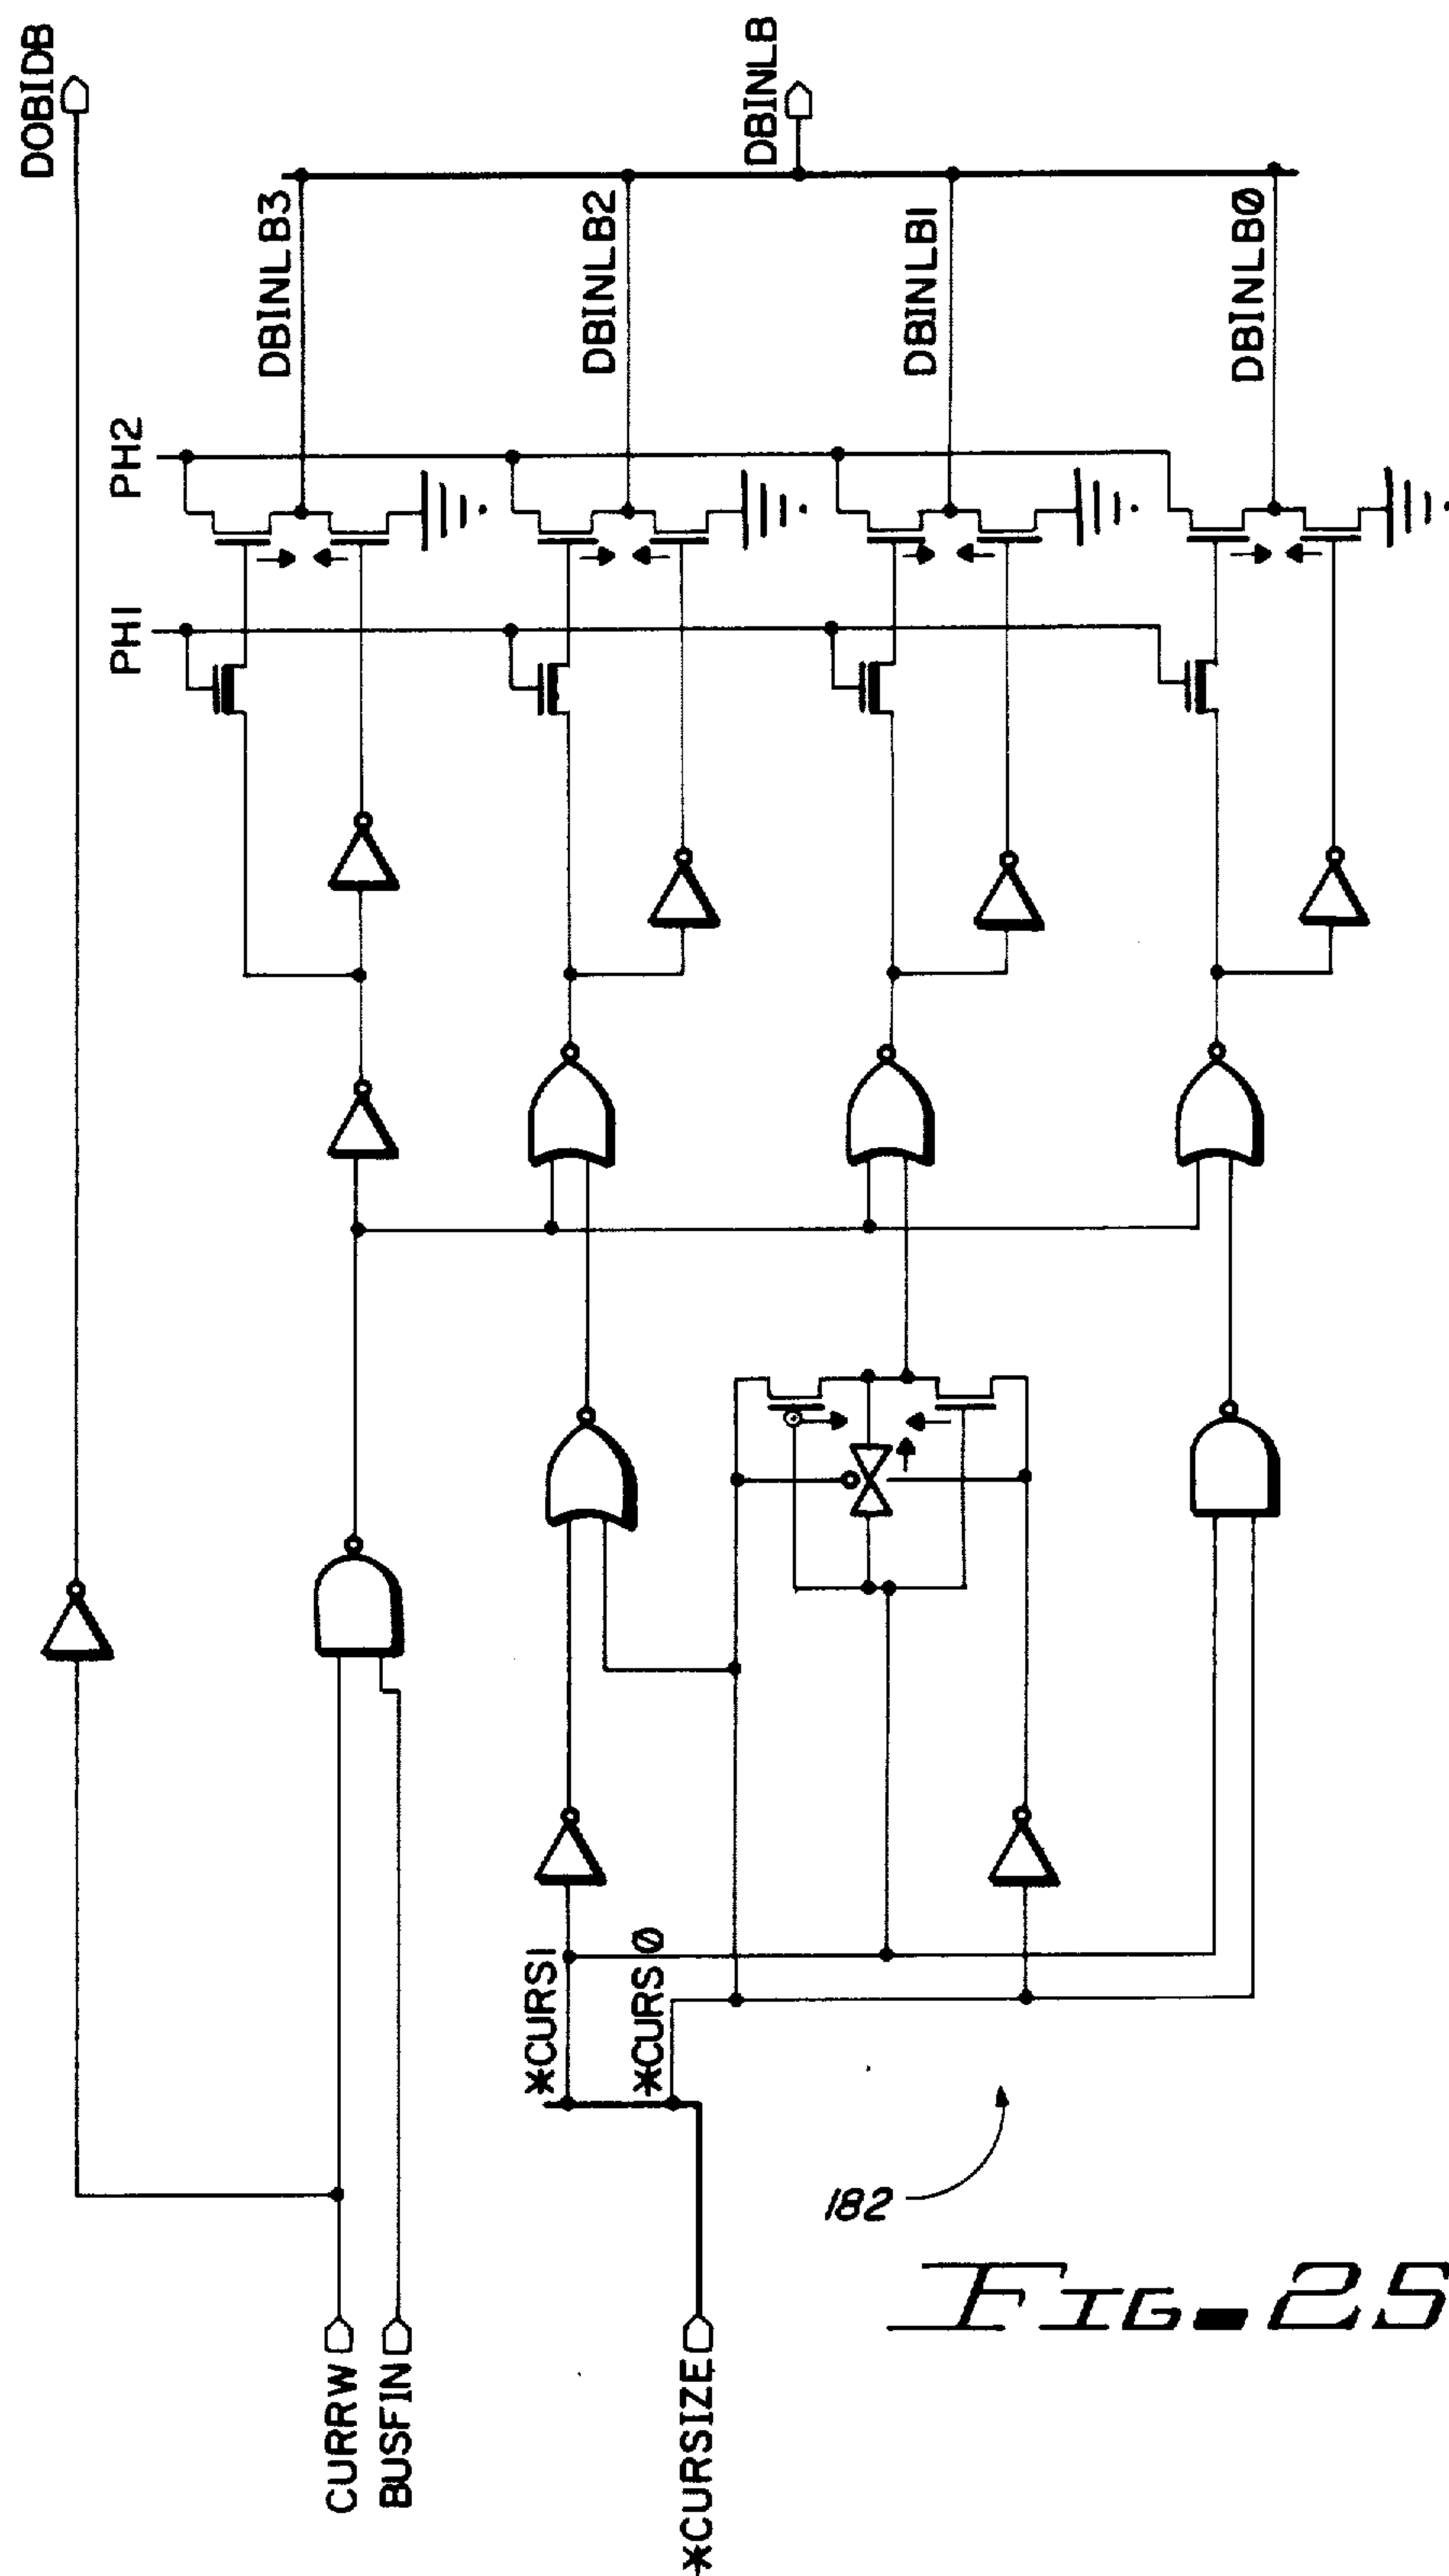 DOBIDB
PH1
PH2
DBINLB3
DBINLB2
DBINLB1
DBINLB0
DBINLB
CURRW
BUSFIN
*CURS1
*CURS0
*CURSIZE
182
FIG-25